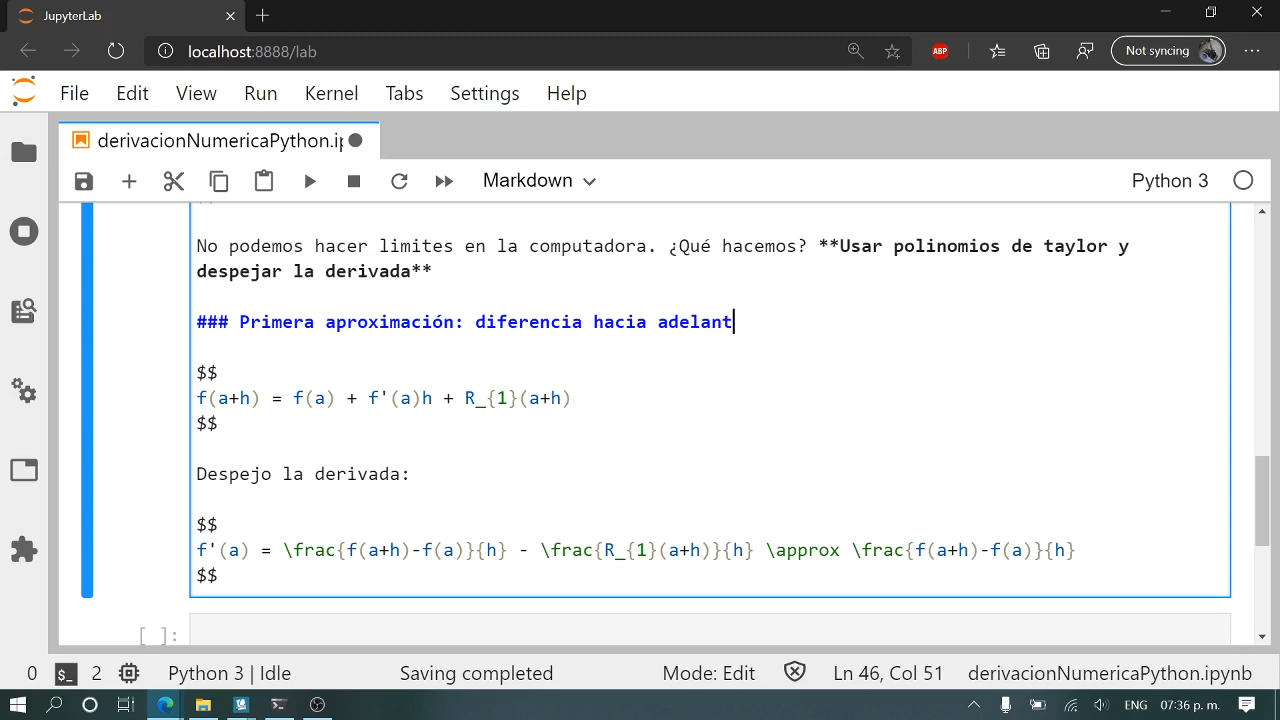 JupyterLab
localhost:8888/lab
ABP
Not syncing
File Edit View Run Kernel Tabs Settings Help
derivacionNumericaPython.ip
Markdown
Python 3
No podemos hacer limites en la computadora. ¿Qué hacemos? **Usar polinomios de taylor y
despejar la derivada**
### Primera aproximación: diferencia hacia adelant
$$
f(a+h) = f(a) + f'(a)h + R_{1}(a+h)
$$
Despejo la derivada:
$$
f'(a) = \frac{f(a+h)-f(a)}{h} - \frac{R_{1}(a+h)}{h} \approx \frac{f(a+h)-f(a)}{h}
$$
[ ]:
0 $_ 2 Python 3 | Idle Saving completed Mode: Edit Ln 46, Col 51 derivacionNumericaPython.ipynb
ENG 07:36 p. m.